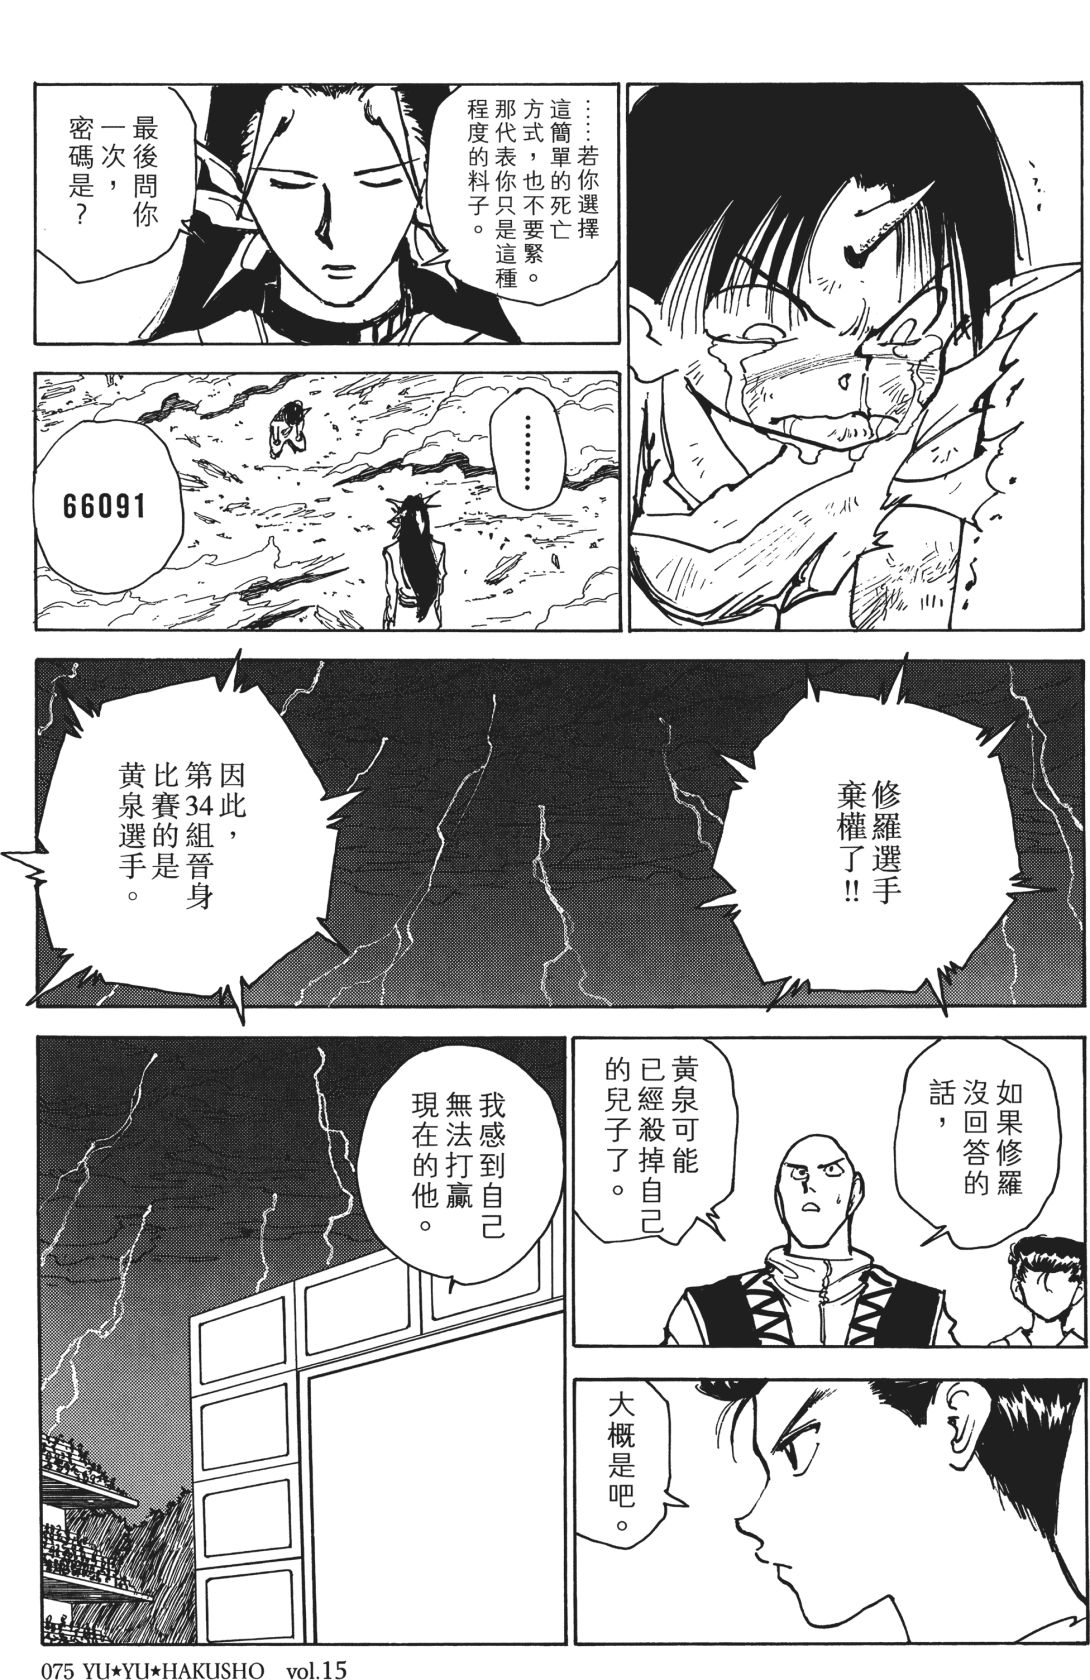 ……若你選擇
這簡單的死亡
方式，也不要緊。
那代表你只是這種
程度的料子。
最後問你
一次，
密碼是？
………
66091
修羅選手
棄權了!!
因此，
第34組晉身
比賽的是
黃泉選手。
如果修羅
沒回答的
話，
黃泉可能
已經殺掉自己
的兒子了。
大概是吧。
我感到自己
無法打贏
現在的他。
075 YU★YU★HAKUSHO vol.15